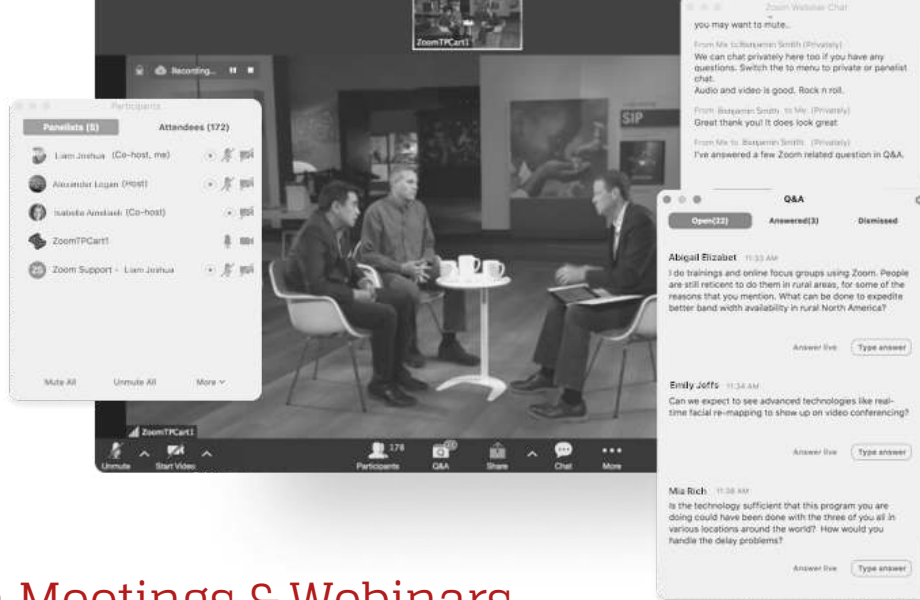 ZoomTPCart1
Recording...
Participants
Panelists (5)
Attendees (172)
Liam Joshua (Co-host, me)
Alexander Logan (Host)
Isabelle (Co-host)
ZoomTPCart1
ZS Zoom Support - Liam Joshua
Mute All
Unmute All
More
SIP
ZoomTPCart1
Unmute
Start Video
Participants
178
Q&A
Share
Chat
More
Zoom Webinar Chat
you may want to mute..
From Me to Benjamin Smith (Privately)
We can chat privately here too if you have any
questions. Switch the to menu to private or panelist
chat.
Audio and video is good. Rock n roll.
From Benjamin Smith to Me: (Privately)
Great thank you! It does look great
From Me to Benjamin Smith (Privately)
I've answered a few Zoom related question in Q&A.
Q&A
Open(22)
Answered(3)
Dismissed
Abigail Elizabet 11:33 AM
I do trainings and online focus groups using Zoom. People
are still reticent to do them in rural areas, for some of the
reasons that you mention. What can be done to expedite
better band width availability in rural North America?
Answer live
Type answer
Emily Jeffs 11:34 AM
Can we expect to see advanced technologies like real-
time facial re-mapping to show up on video conferencing?
Answer live
Type answer
Mia Rich 11:38 AM
Is the technology sufficient that this program you are
doing could have been done with the three of you all in
various locations around the world? How would you
handle the delay problems?
Answer live
Type answer
Meetings & Webinars